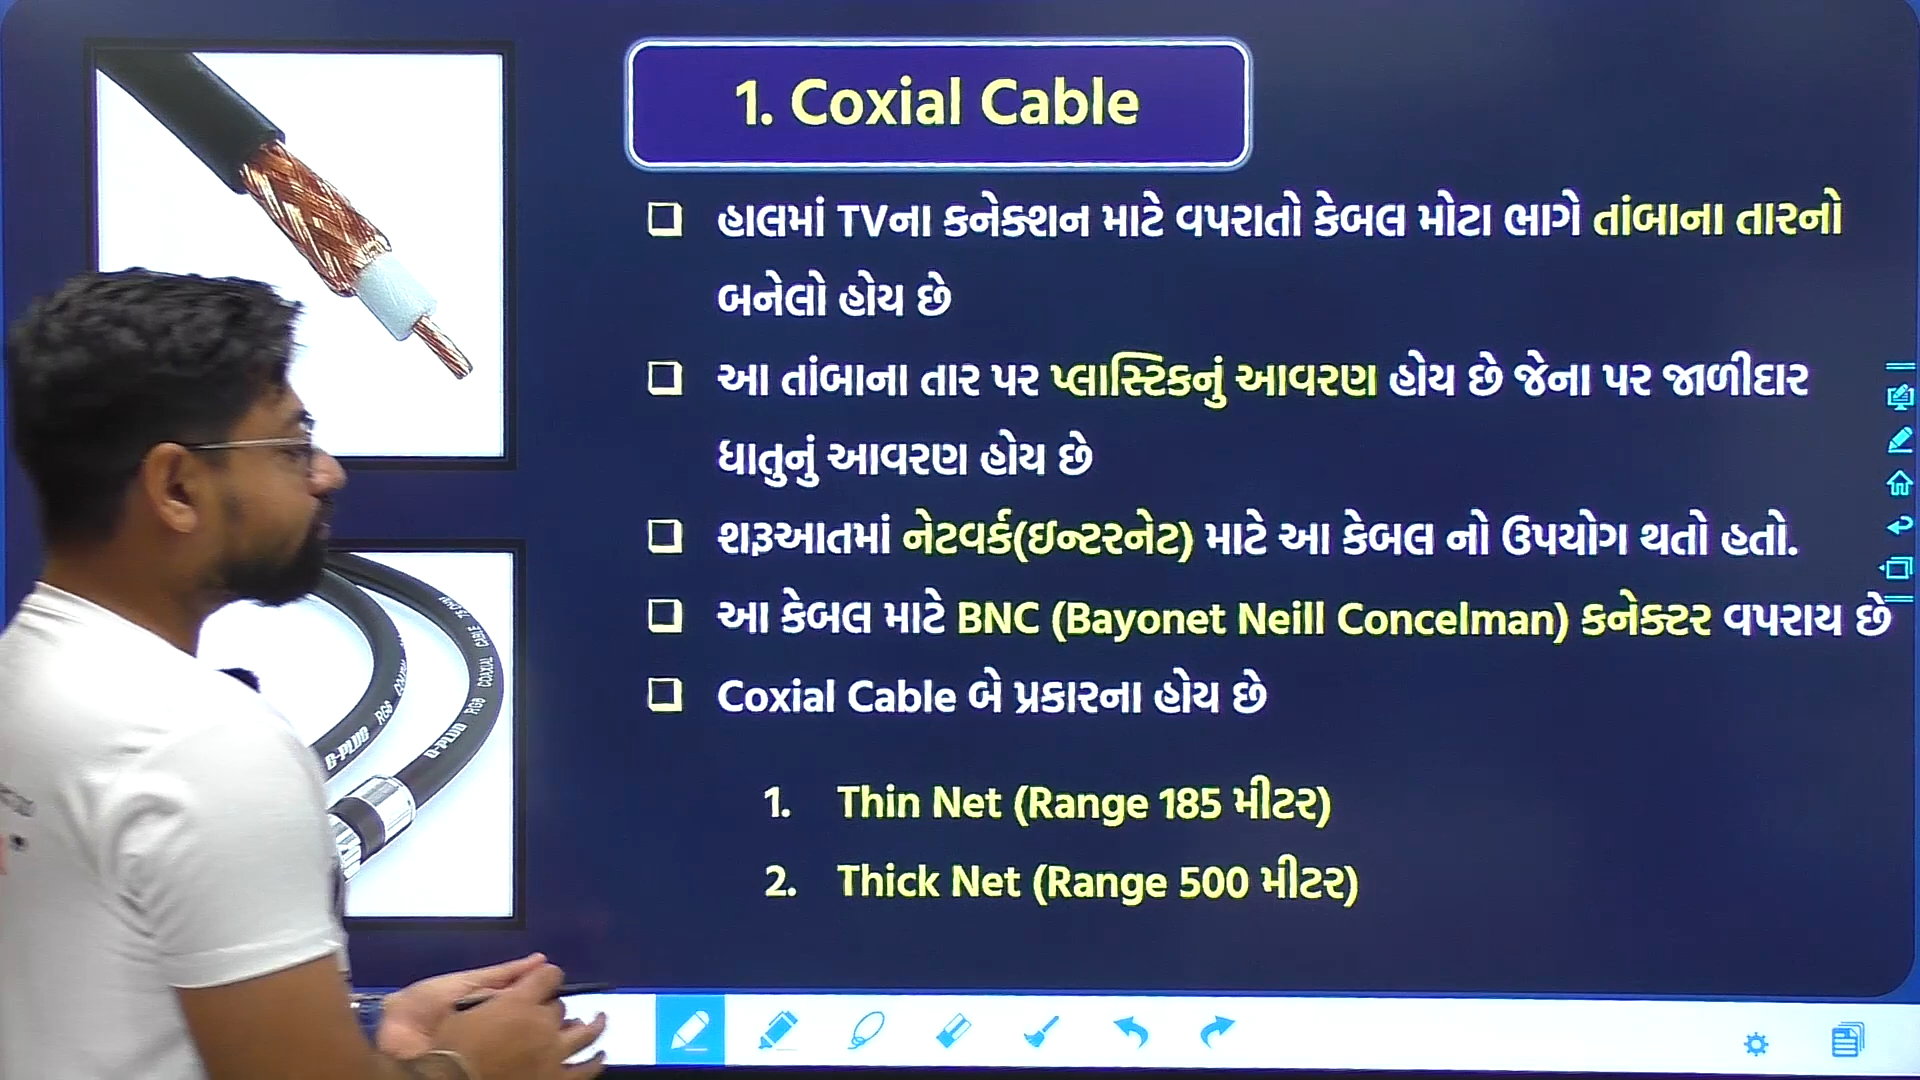 1. Coxial Cable
હાલમાં TVના કનેક્શન માટે વપરાતો કેબલ મોટા ભાગે તાંબાના તારનો
બનેલો હોય છે
આ તાંબાના તાર પર પ્લાસ્ટિકનું આવરણ હોય છે જેના પર જાળીદાર
ધાતુનું આવરણ હોય છે
શરૂઆતમાં નેટવર્ક(ઇન્ટરનેટ) માટે આ કેબલ નો ઉપયોગ થતો હતો.
આ કેબલ માટે BNC (Bayonet Neill Concelman) કનેક્ટર વપરાય છે
Coxial Cable બે પ્રકારના હોય છે
1. Thin Net (Range 185 મીટર)
2. Thick Net (Range 500 મીટર)
COAXIAL CABLE